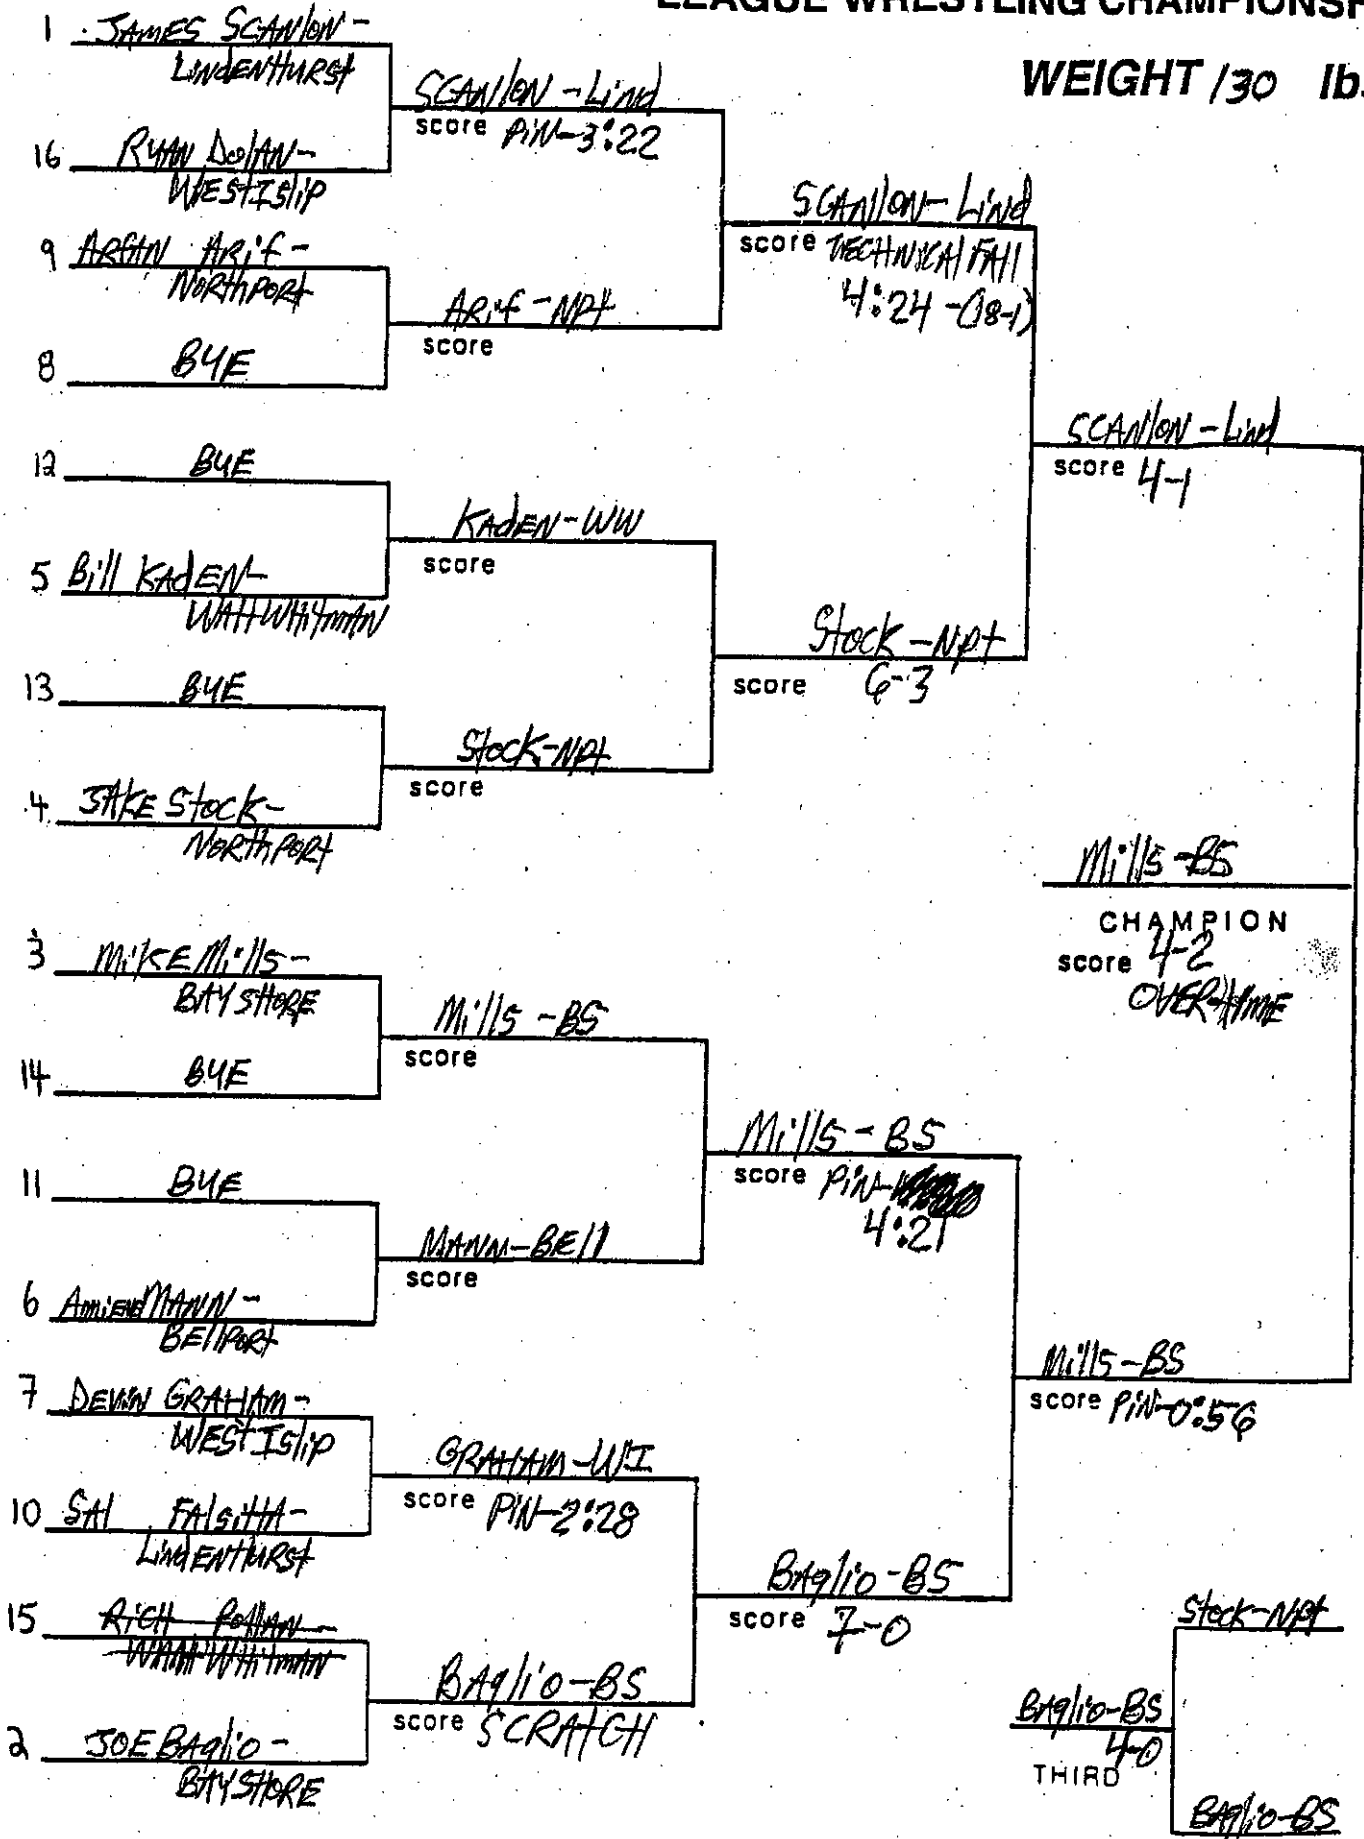 LEAGUE WRESTLING CHAMPIONSH
WEIGHT 130 lbs
1 JAMES SCANLON-
LINDENHURST
SCANLON-Lind
score PIN-3:22
16 RYAN DOLAN-
WEST ISLIP
SCANLON-Lind
score TECHNICAL FALL
4:24-(18-1)
9 ARFAN ARIF-
NORTHPORT
ARIF-NPT
score
8 BYE
SCANLON-Lind
score 4-1
12 BYE
KADEN-WW
score
5 Bill KADEN-
WALT WHITMAN
Stock-NPT
score 6-3
13 BYE
Stock-NPT
score
4 JAKE Stock-
NORTHPORT
Mills-BS
CHAMPION
score 4-2
OVER-TIME
3 MIKE Mills-
BAY SHORE
Mills-BS
score
14 BYE
Mills-BS
score PIN-
4:21
11 BYE
MANN-BELL
score
6 MANN-
BELLPORT
Mills-BS
score PIN-0:56
7 DEVIN GRAHAM-
WEST ISLIP
GRAHAM-WI
score PIN-2:28
10 SAL FALSITTA-
LINDENHURST
BAGLIO-BS
score 7-0
15 RICH
WALT WHITMAN
BAGLIO-BS
score SCRATCH
2 JOE BAGLIO-
BAY SHORE
Stock-NPT
BAGLIO-BS
4-0
THIRD
BAGLIO-BS